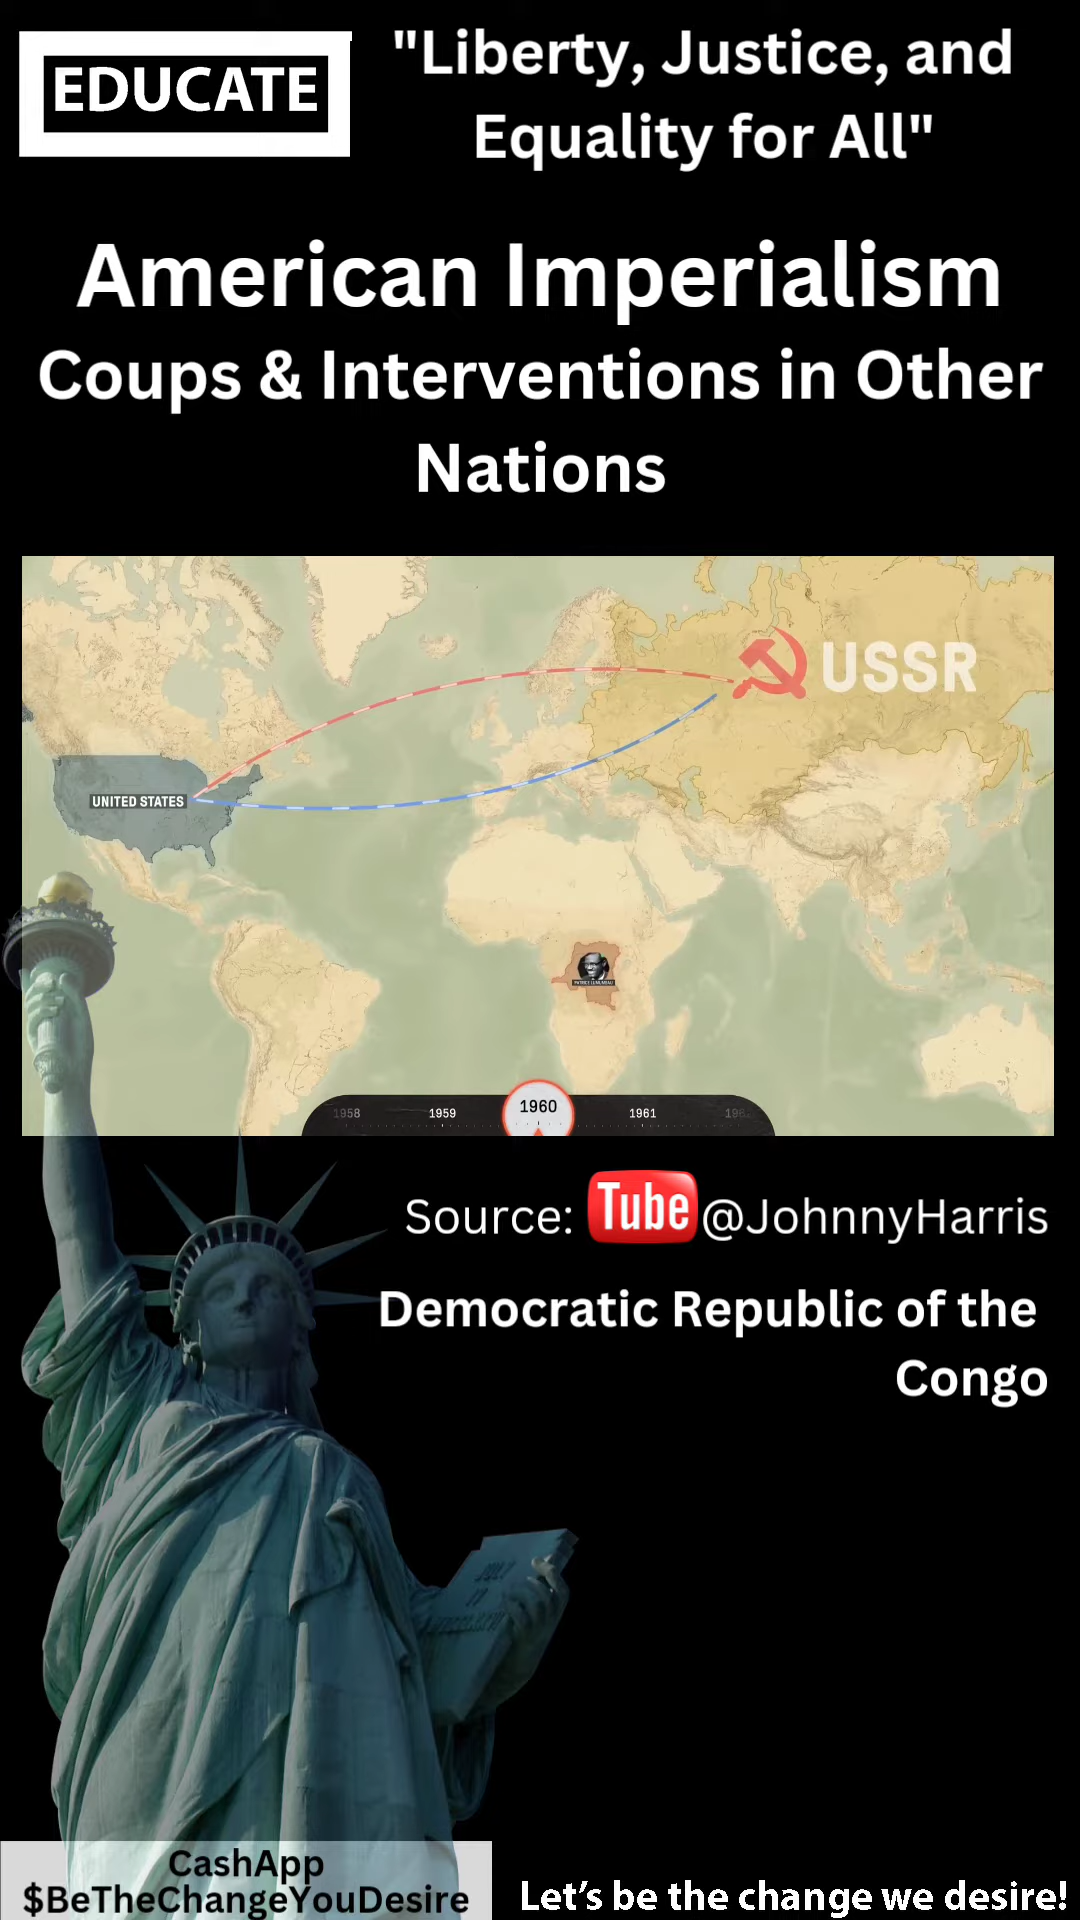 EDUCATE
"Liberty, Justice, and
Equality for All"
American Imperialism
Coups & Interventions in Other
Nations
USSR
UNITED STATES
1958
1959
1960
1961
Source: Tube @JohnnyHarris
Democratic Republic of the
Congo
JULY
CashApp
$BeTheChangeYouDesire
Let's be the change we desire!